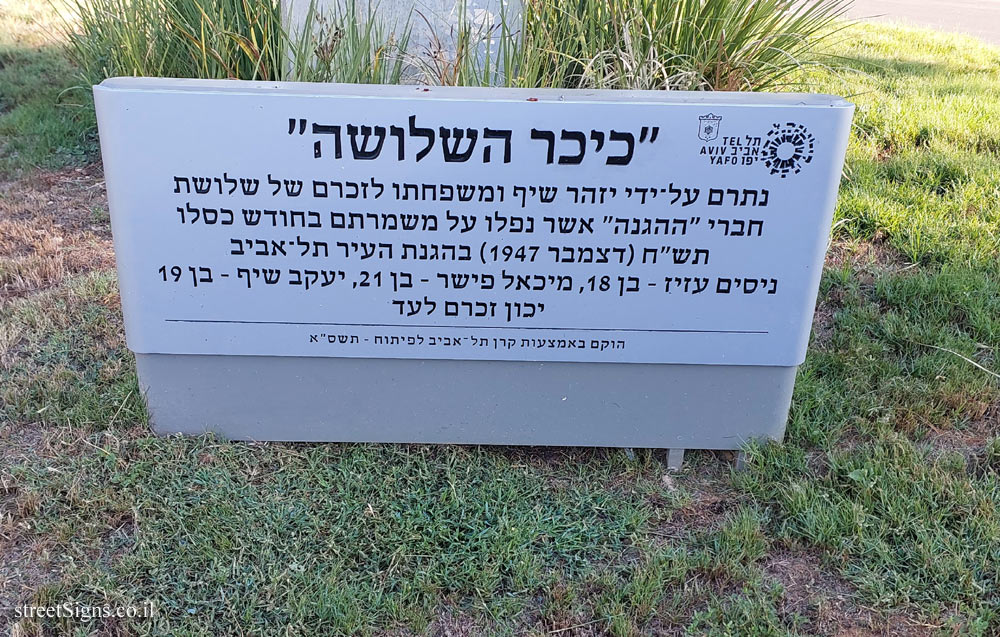 "כיכר השלושה"
TEL תל
AVIV אביב
YAFO יפו
נתרם על-ידי יזהר שיף ומשפחתו לזכרם של שלושת
חברי "ההגנה" אשר נפלו על משמרתם בחודש כסלו
תש"ח (דצמבר 1947) בהגנת העיר תל-אביב
ניסים עזיז - בן 18, מיכאל פישר - בן 21, יעקב שיף - בן 19
יכון זכרם לעד
הוקם באמצעות קרן תל-אביב לפיתוח - תשס"א
streetSigns.co.il